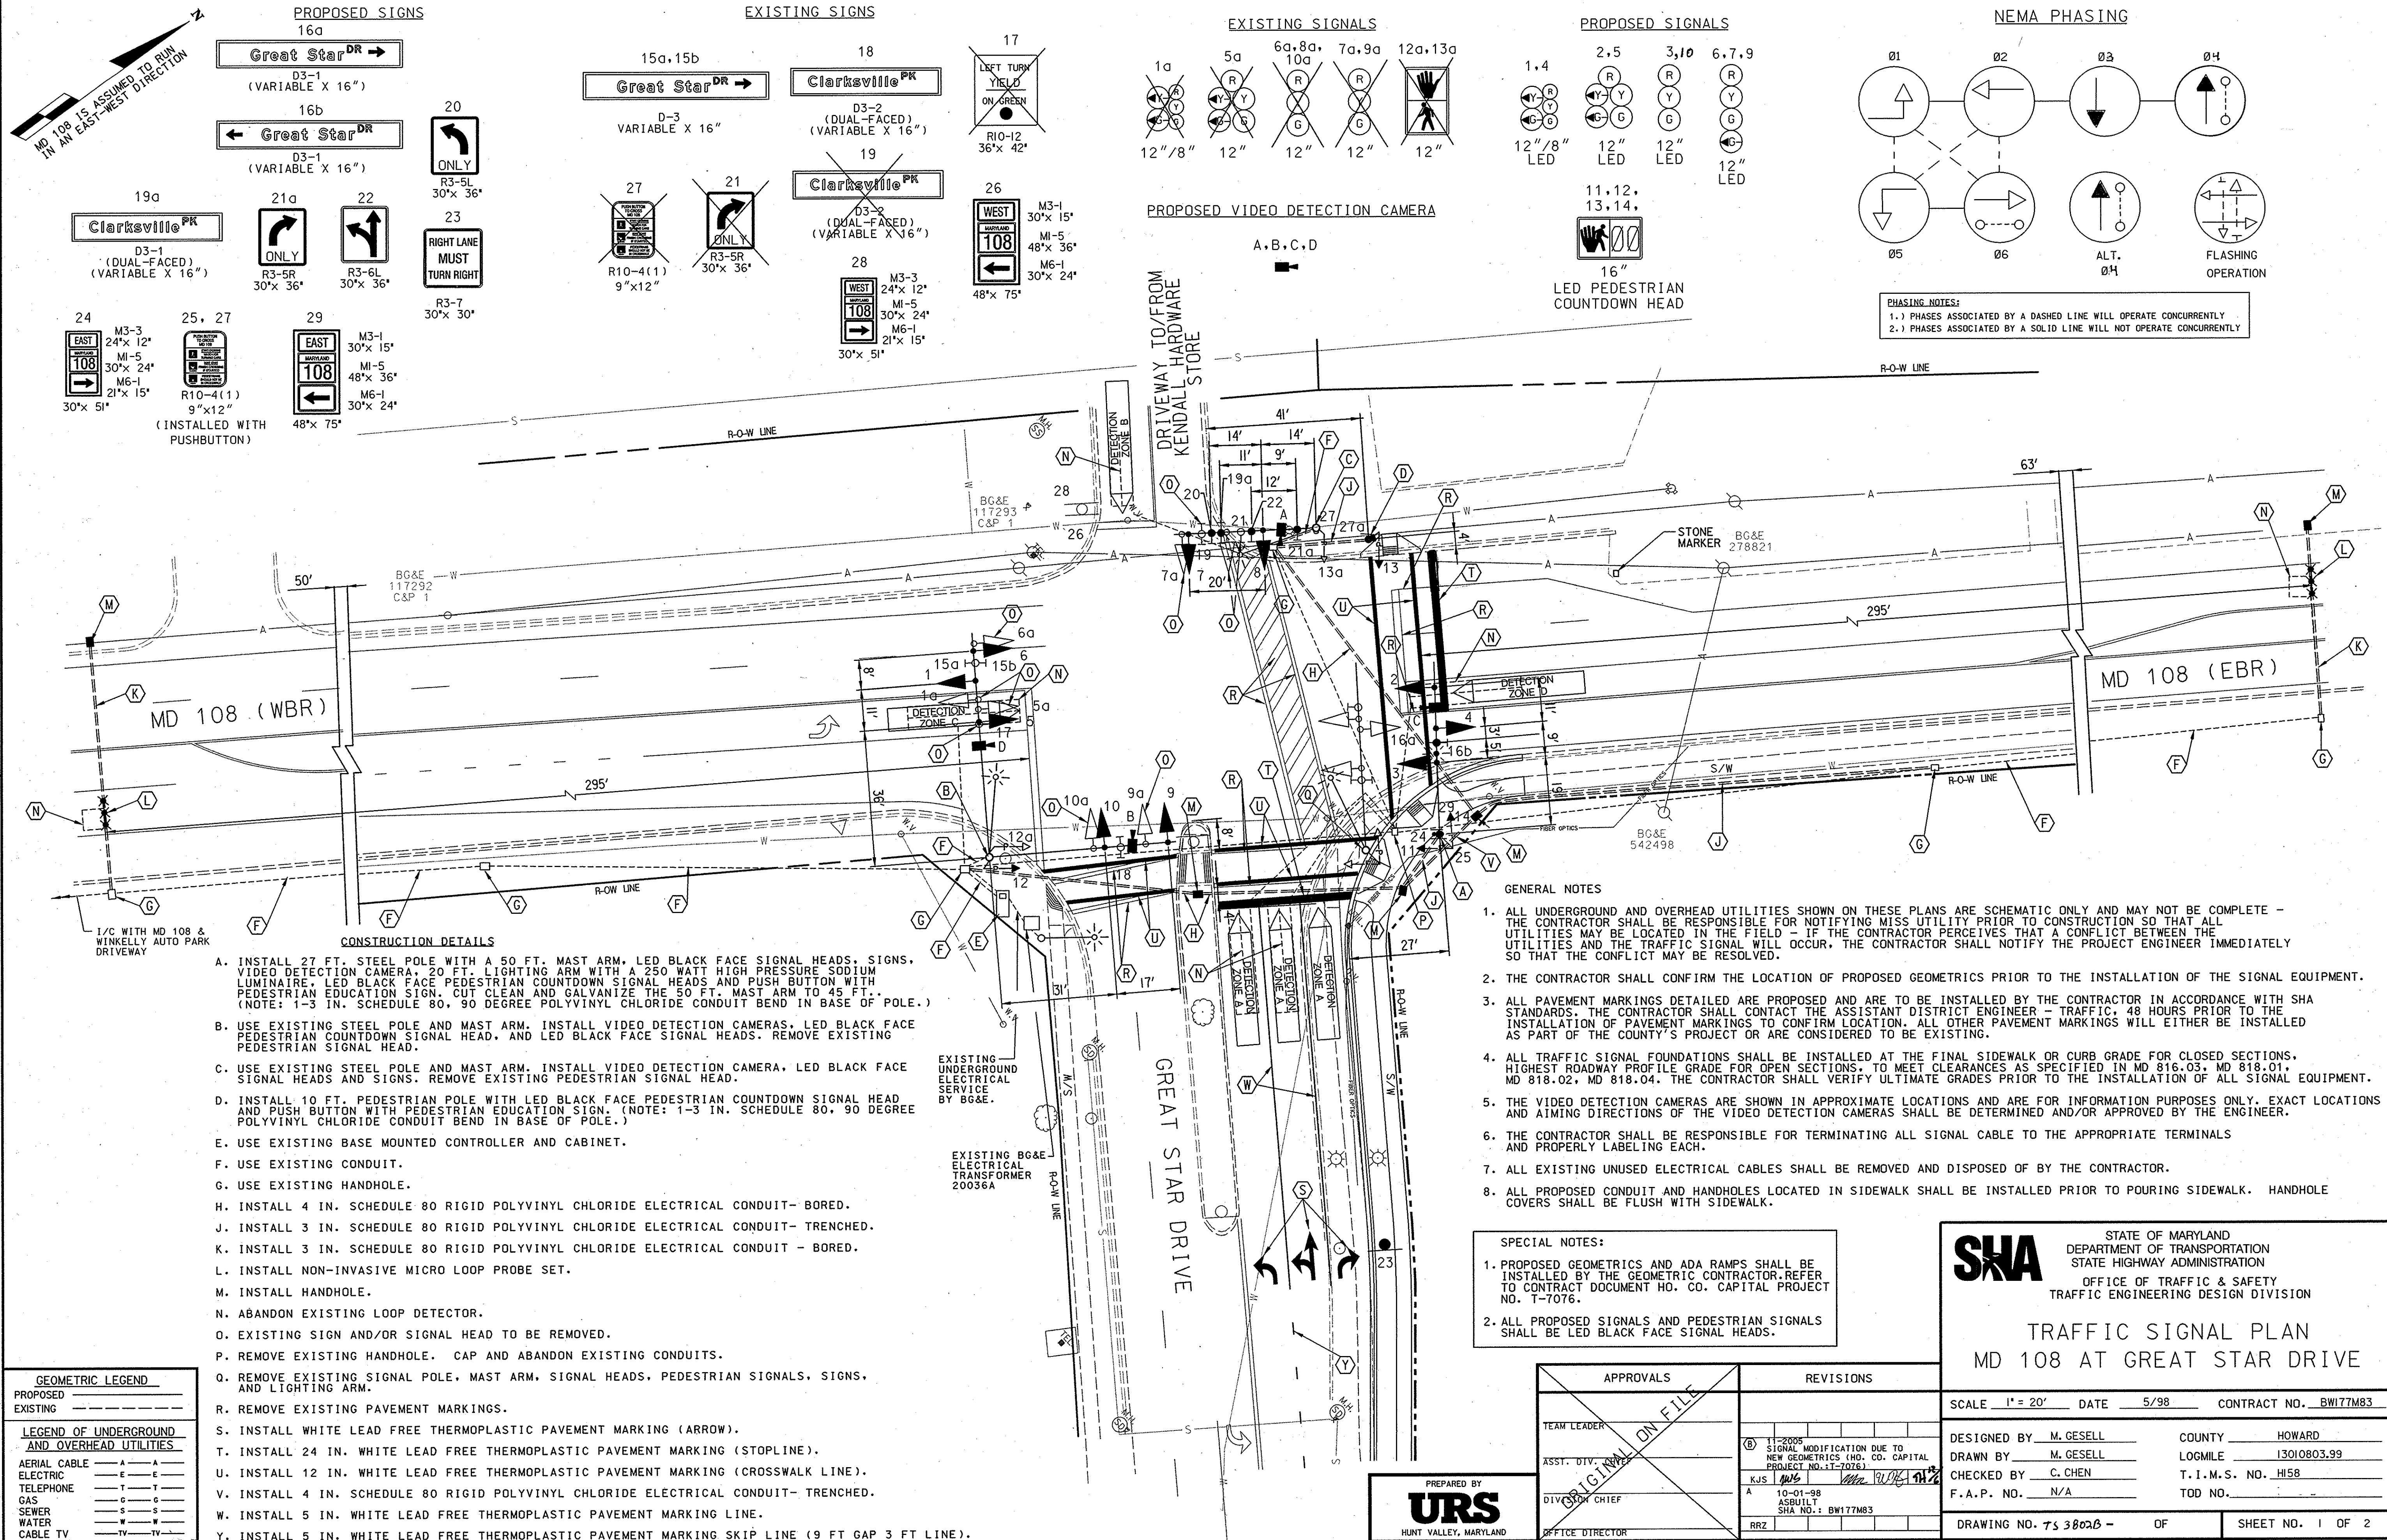 PROPOSED SIGNS
16a
Great Star DR →
D3-1
(VARIABLE X 16")
16b
← Great Star DR
D3-1
(VARIABLE X 16")
20
ONLY
R3-5L
30"x 36"
19a
Clarksville PK
D3-1
(DUAL-FACED)
(VARIABLE X 16")
21a
ONLY
R3-5R
30"x 36"
22
R3-6L
30"x 36"
23
RIGHT LANE
MUST
TURN RIGHT
R3-7
30"x 30"
24
EAST
MARYLAND
108
M3-3
24"x 12"
M1-5
30"x 24"
M6-1
21"x 15"
30"x 51"
25, 27
R10-4(1)
9"x12"
(INSTALLED WITH
PUSHBUTTON)
29
EAST
MARYLAND
108
M3-1
30"x 15"
M1-5
48"x 36"
M6-1
30"x 24"
48"x 75"
MD 108 IS ASSUMED TO RUN
IN AN EAST-WEST DIRECTION
EXISTING SIGNS
15a,15b
Great Star DR →
D-3
VARIABLE X 16"
18
Clarksville PK
D3-2
(DUAL-FACED)
(VARIABLE X 16")
17
LEFT TURN
YIELD
ON GREEN
R10-12
36"x 42"
27
R10-4(1)
9"x12"
21
ONLY
R3-5R
30"x 36"
19
Clarksville PK
D3-2
(DUAL-FACED)
(VARIABLE X 16")
26
WEST
MARYLAND
108
M3-1
30"x 15"
M1-5
48"x 36"
M6-1
30"x 24"
48"x 75"
28
WEST
MARYLAND
108
M3-3
24"x 12"
M1-5
30"x 24"
M6-1
21"x 15"
30"x 51"
EXISTING SIGNALS
1a
12"/8"
5a
12"
6a,8a,
10a
12"
7a,9a
12"
12a,13a
12"
PROPOSED SIGNALS
1,4
12"/8"
LED
2,5
12"
LED
3,10
12"
LED
6,7,9
12"
LED
11,12,
13,14,
16"
LED PEDESTRIAN
COUNTDOWN HEAD
PROPOSED VIDEO DETECTION CAMERA
A,B,C,D
NEMA PHASING
Ø1
Ø2
Ø3
Ø4
Ø5
Ø6
ALT.
Ø4
FLASHING
OPERATION
PHASING NOTES:
1.) PHASES ASSOCIATED BY A DASHED LINE WILL OPERATE CONCURRENTLY
2.) PHASES ASSOCIATED BY A SOLID LINE WILL NOT OPERATE CONCURRENTLY
DRIVEWAY TO/FROM
KENDALL HARDWARE
STORE
R-O-W LINE
R-O-W LINE
DETECTION
ZONE B
BG&E
117293
C&P 1
BG&E
117292
C&P 1
STONE
MARKER
BG&E
278821
BG&E
542498
41'
14'
14'
11'
9'
12'
20'
63'
50'
295'
295'
MD 108 (WBR)
MD 108 (EBR)
DETECTION
ZONE C
DETECTION
ZONE D
8'
11'
36'
S/W
FIBER OPTICS
R-O-W LINE
R-OW LINE
31'
17'
27'
DETECTION
ZONE A
DETECTION
ZONE A
DETECTION
ZONE A
GREAT STAR DRIVE
S/W
S/W
R-O-W LINE
R-O-W LINE
I/C WITH MD 108 &
WINKELLY AUTO PARK
DRIVEWAY
EXISTING
UNDERGROUND
ELECTRICAL
SERVICE
BY BG&E.
EXISTING BG&E
ELECTRICAL
TRANSFORMER
20036A
CONSTRUCTION DETAILS
A. INSTALL 27 FT. STEEL POLE WITH A 50 FT. MAST ARM, LED BLACK FACE SIGNAL HEADS, SIGNS,
VIDEO DETECTION CAMERA, 20 FT. LIGHTING ARM WITH A 250 WATT HIGH PRESSURE SODIUM
LUMINAIRE, LED BLACK FACE PEDESTRIAN COUNTDOWN SIGNAL HEADS AND PUSH BUTTON WITH
PEDESTRIAN EDUCATION SIGN. CUT CLEAN AND GALVANIZE THE 50 FT. MAST ARM TO 45 FT..
(NOTE: 1-3 IN. SCHEDULE 80, 90 DEGREE POLYVINYL CHLORIDE CONDUIT BEND IN BASE OF POLE.)
B. USE EXISTING STEEL POLE AND MAST ARM. INSTALL VIDEO DETECTION CAMERAS, LED BLACK FACE
PEDESTRIAN COUNTDOWN SIGNAL HEAD, AND LED BLACK FACE SIGNAL HEADS. REMOVE EXISTING
PEDESTRIAN SIGNAL HEAD.
C. USE EXISTING STEEL POLE AND MAST ARM. INSTALL VIDEO DETECTION CAMERA, LED BLACK FACE
SIGNAL HEADS AND SIGNS. REMOVE EXISTING PEDESTRIAN SIGNAL HEAD.
D. INSTALL 10 FT. PEDESTRIAN POLE WITH LED BLACK FACE PEDESTRIAN COUNTDOWN SIGNAL HEAD
AND PUSH BUTTON WITH PEDESTRIAN EDUCATION SIGN. (NOTE: 1-3 IN. SCHEDULE 80, 90 DEGREE
POLYVINYL CHLORIDE CONDUIT BEND IN BASE OF POLE.)
E. USE EXISTING BASE MOUNTED CONTROLLER AND CABINET.
F. USE EXISTING CONDUIT.
G. USE EXISTING HANDHOLE.
H. INSTALL 4 IN. SCHEDULE 80 RIGID POLYVINYL CHLORIDE ELECTRICAL CONDUIT- BORED.
J. INSTALL 3 IN. SCHEDULE 80 RIGID POLYVINYL CHLORIDE ELECTRICAL CONDUIT- TRENCHED.
K. INSTALL 3 IN. SCHEDULE 80 RIGID POLYVINYL CHLORIDE ELECTRICAL CONDUIT - BORED.
L. INSTALL NON-INVASIVE MICRO LOOP PROBE SET.
M. INSTALL HANDHOLE.
N. ABANDON EXISTING LOOP DETECTOR.
O. EXISTING SIGN AND/OR SIGNAL HEAD TO BE REMOVED.
P. REMOVE EXISTING HANDHOLE. CAP AND ABANDON EXISTING CONDUITS.
Q. REMOVE EXISTING SIGNAL POLE, MAST ARM, SIGNAL HEADS, PEDESTRIAN SIGNALS, SIGNS,
AND LIGHTING ARM.
R. REMOVE EXISTING PAVEMENT MARKINGS.
S. INSTALL WHITE LEAD FREE THERMOPLASTIC PAVEMENT MARKING (ARROW).
T. INSTALL 24 IN. WHITE LEAD FREE THERMOPLASTIC PAVEMENT MARKING (STOPLINE).
U. INSTALL 12 IN. WHITE LEAD FREE THERMOPLASTIC PAVEMENT MARKING (CROSSWALK LINE).
V. INSTALL 4 IN. SCHEDULE 80 RIGID POLYVINYL CHLORIDE ELECTRICAL CONDUIT- TRENCHED.
W. INSTALL 5 IN. WHITE LEAD FREE THERMOPLASTIC PAVEMENT MARKING LINE.
Y. INSTALL 5 IN. WHITE LEAD FREE THERMOPLASTIC PAVEMENT MARKING SKIP LINE (9 FT GAP 3 FT LINE).
GENERAL NOTES
1. ALL UNDERGROUND AND OVERHEAD UTILITIES SHOWN ON THESE PLANS ARE SCHEMATIC ONLY AND MAY NOT BE COMPLETE -
THE CONTRACTOR SHALL BE RESPONSIBLE FOR NOTIFYING MISS UTILITY PRIOR TO CONSTRUCTION SO THAT ALL
UTILITIES MAY BE LOCATED IN THE FIELD - IF THE CONTRACTOR PERCEIVES THAT A CONFLICT BETWEEN THE
UTILITIES AND THE TRAFFIC SIGNAL WILL OCCUR, THE CONTRACTOR SHALL NOTIFY THE PROJECT ENGINEER IMMEDIATELY
SO THAT THE CONFLICT MAY BE RESOLVED.
2. THE CONTRACTOR SHALL CONFIRM THE LOCATION OF PROPOSED GEOMETRICS PRIOR TO THE INSTALLATION OF THE SIGNAL EQUIPMENT.
3. ALL PAVEMENT MARKINGS DETAILED ARE PROPOSED AND ARE TO BE INSTALLED BY THE CONTRACTOR IN ACCORDANCE WITH SHA
STANDARDS. THE CONTRACTOR SHALL CONTACT THE ASSISTANT DISTRICT ENGINEER - TRAFFIC, 48 HOURS PRIOR TO THE
INSTALLATION OF PAVEMENT MARKINGS TO CONFIRM LOCATION. ALL OTHER PAVEMENT MARKINGS WILL EITHER BE INSTALLED
AS PART OF THE COUNTY'S PROJECT OR ARE CONSIDERED TO BE EXISTING.
4. ALL TRAFFIC SIGNAL FOUNDATIONS SHALL BE INSTALLED AT THE FINAL SIDEWALK OR CURB GRADE FOR CLOSED SECTIONS,
HIGHEST ROADWAY PROFILE GRADE FOR OPEN SECTIONS, TO MEET CLEARANCES AS SPECIFIED IN MD 816.03, MD 818.01,
MD 818.02, MD 818.04. THE CONTRACTOR SHALL VERIFY ULTIMATE GRADES PRIOR TO THE INSTALLATION OF ALL SIGNAL EQUIPMENT.
5. THE VIDEO DETECTION CAMERAS ARE SHOWN IN APPROXIMATE LOCATIONS AND ARE FOR INFORMATION PURPOSES ONLY. EXACT LOCATIONS
AND AIMING DIRECTIONS OF THE VIDEO DETECTION CAMERAS SHALL BE DETERMINED AND/OR APPROVED BY THE ENGINEER.
6. THE CONTRACTOR SHALL BE RESPONSIBLE FOR TERMINATING ALL SIGNAL CABLE TO THE APPROPRIATE TERMINALS
AND PROPERLY LABELING EACH.
7. ALL EXISTING UNUSED ELECTRICAL CABLES SHALL BE REMOVED AND DISPOSED OF BY THE CONTRACTOR.
8. ALL PROPOSED CONDUIT AND HANDHOLES LOCATED IN SIDEWALK SHALL BE INSTALLED PRIOR TO POURING SIDEWALK. HANDHOLE
COVERS SHALL BE FLUSH WITH SIDEWALK.
SPECIAL NOTES:
1. PROPOSED GEOMETRICS AND ADA RAMPS SHALL BE
INSTALLED BY THE GEOMETRIC CONTRACTOR.REFER
TO CONTRACT DOCUMENT HO. CO. CAPITAL PROJECT
NO. T-7076.
2. ALL PROPOSED SIGNALS AND PEDESTRIAN SIGNALS
SHALL BE LED BLACK FACE SIGNAL HEADS.
GEOMETRIC LEGEND
PROPOSED
EXISTING
LEGEND OF UNDERGROUND
AND OVERHEAD UTILITIES
AERIAL CABLE A A
ELECTRIC E E
TELEPHONE T T
GAS G G
SEWER S S
WATER W W
CABLE TV TV TV
PREPARED BY
URS
HUNT VALLEY, MARYLAND
APPROVALS
TEAM LEADER
ASST. DIV. CHIEF
DIVISION CHIEF
OFFICE DIRECTOR
ORIGINAL ON FILE
REVISIONS
B 11-2005
SIGNAL MODIFICATION DUE TO
NEW GEOMETRICS (HO. CO. CAPITAL
PROJECT NO.:T-7076)
KJS
A 10-01-98
ASBUILT
SHA NO.: BW177M83
RRZ
SHA
STATE OF MARYLAND
DEPARTMENT OF TRANSPORTATION
STATE HIGHWAY ADMINISTRATION
OFFICE OF TRAFFIC & SAFETY
TRAFFIC ENGINEERING DESIGN DIVISION
TRAFFIC SIGNAL PLAN
MD 108 AT GREAT STAR DRIVE
SCALE 1" = 20' DATE 5/98 CONTRACT NO. BW177M83
DESIGNED BY M. GESELL COUNTY HOWARD
DRAWN BY M. GESELL LOGMILE 13010803.99
CHECKED BY C. CHEN T.I.M.S. NO. H158
F.A.P. NO. N/A TOD NO.
DRAWING NO. TS 3802B - OF SHEET NO. 1 OF 2